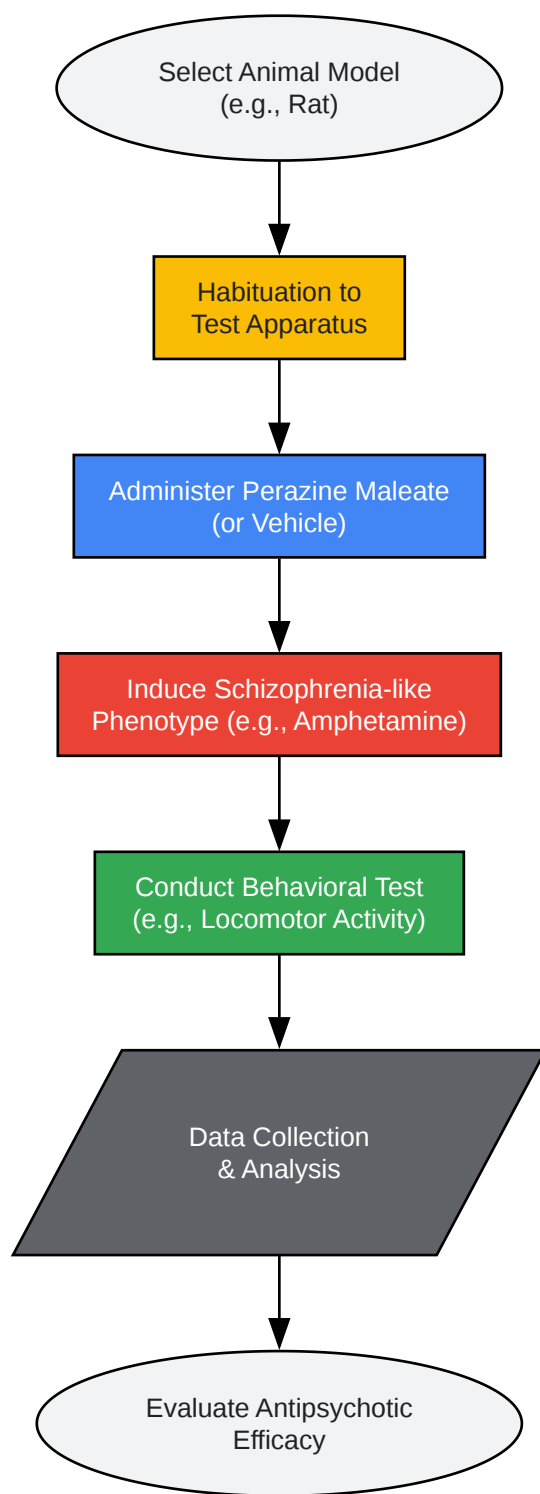 Select Animal Model
(e.g., Rat)
Habituation to
Test Apparatus
Administer Perazine Maleate
(or Vehicle)
Induce Schizophrenia-like
Phenotype (e.g., Amphetamine)
Conduct Behavioral Test
(e.g., Locomotor Activity)
Data Collection
& Analysis
Evaluate Antipsychotic
Efficacy